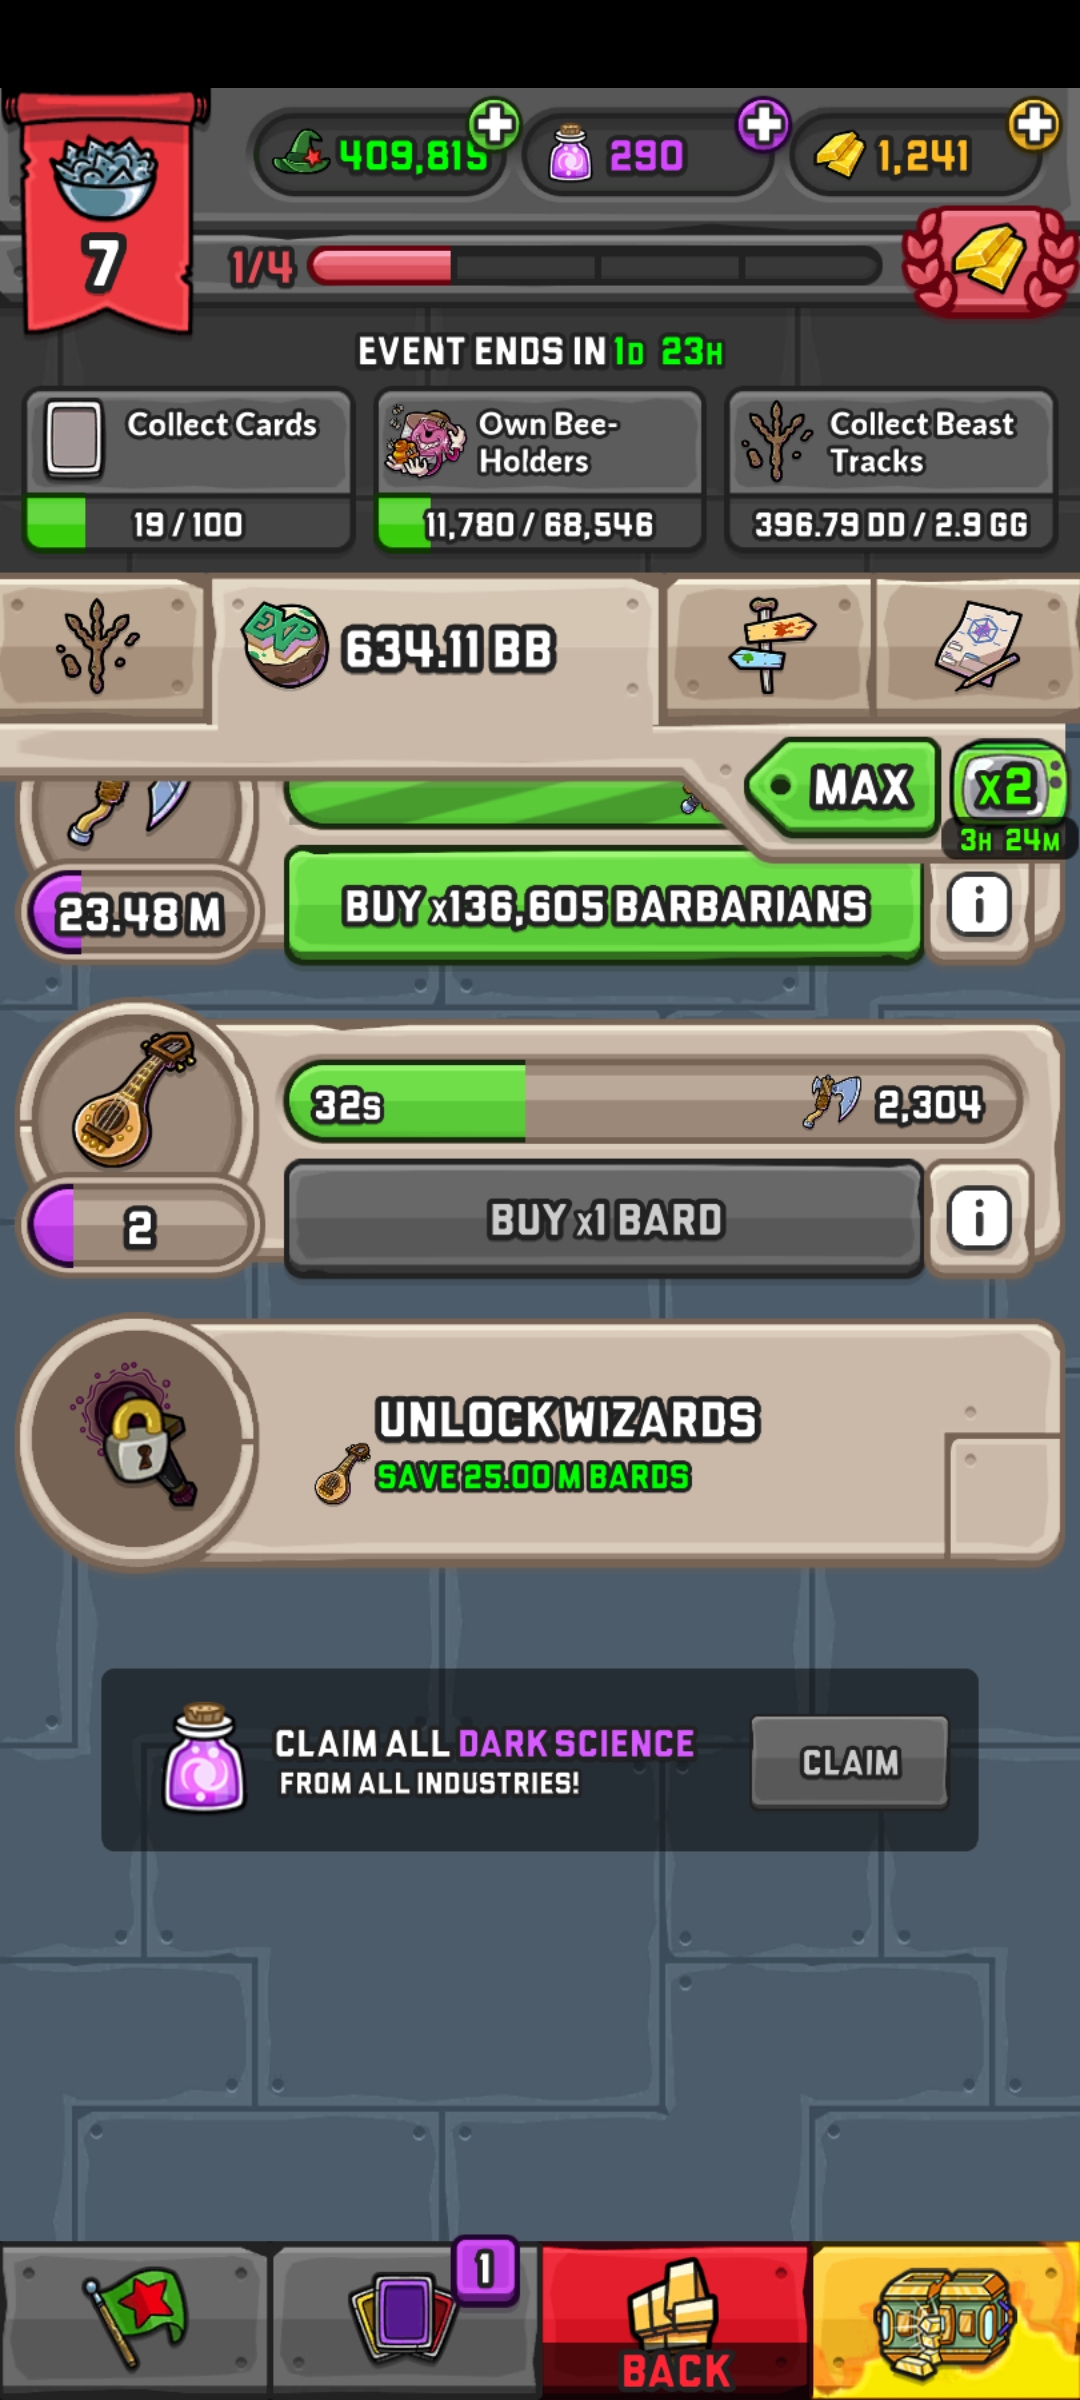 409,815
290
1,241
7
1/4
EVENT ENDS IN 1D 23H
Collect Cards
19 / 100
Own Bee-
Holders
11,780 / 68,546
Collect Beast
Tracks
396.79 DD / 2.9 GG
EXP
634.11 BB
MAX
X2
3H 24M
23.48 M
BUY x136,605 BARBARIANS
i
32s
2,304
2
BUY x1 BARD
i
UNLOCK WIZARDS
SAVE 25.00 M BARDS
CLAIM ALL DARK SCIENCE
FROM ALL INDUSTRIES!
CLAIM
1
BACK